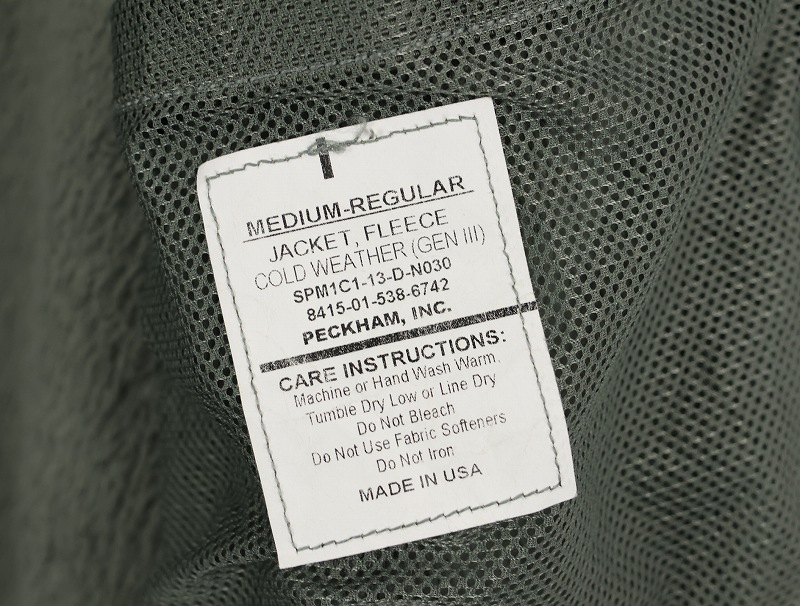 MEDIUM-REGULAR
JACKET, FLEECE
COLD WEATHER (GEN III)
SPM1C1-13-D-N030
8415-01-538-6742
PECKHAM, INC.
CARE INSTRUCTIONS:
Machine or Hand Wash Warm.
Tumble Dry Low or Line Dry
Do Not Bleach
Do Not Use Fabric Softeners
Do Not Iron
MADE IN USA